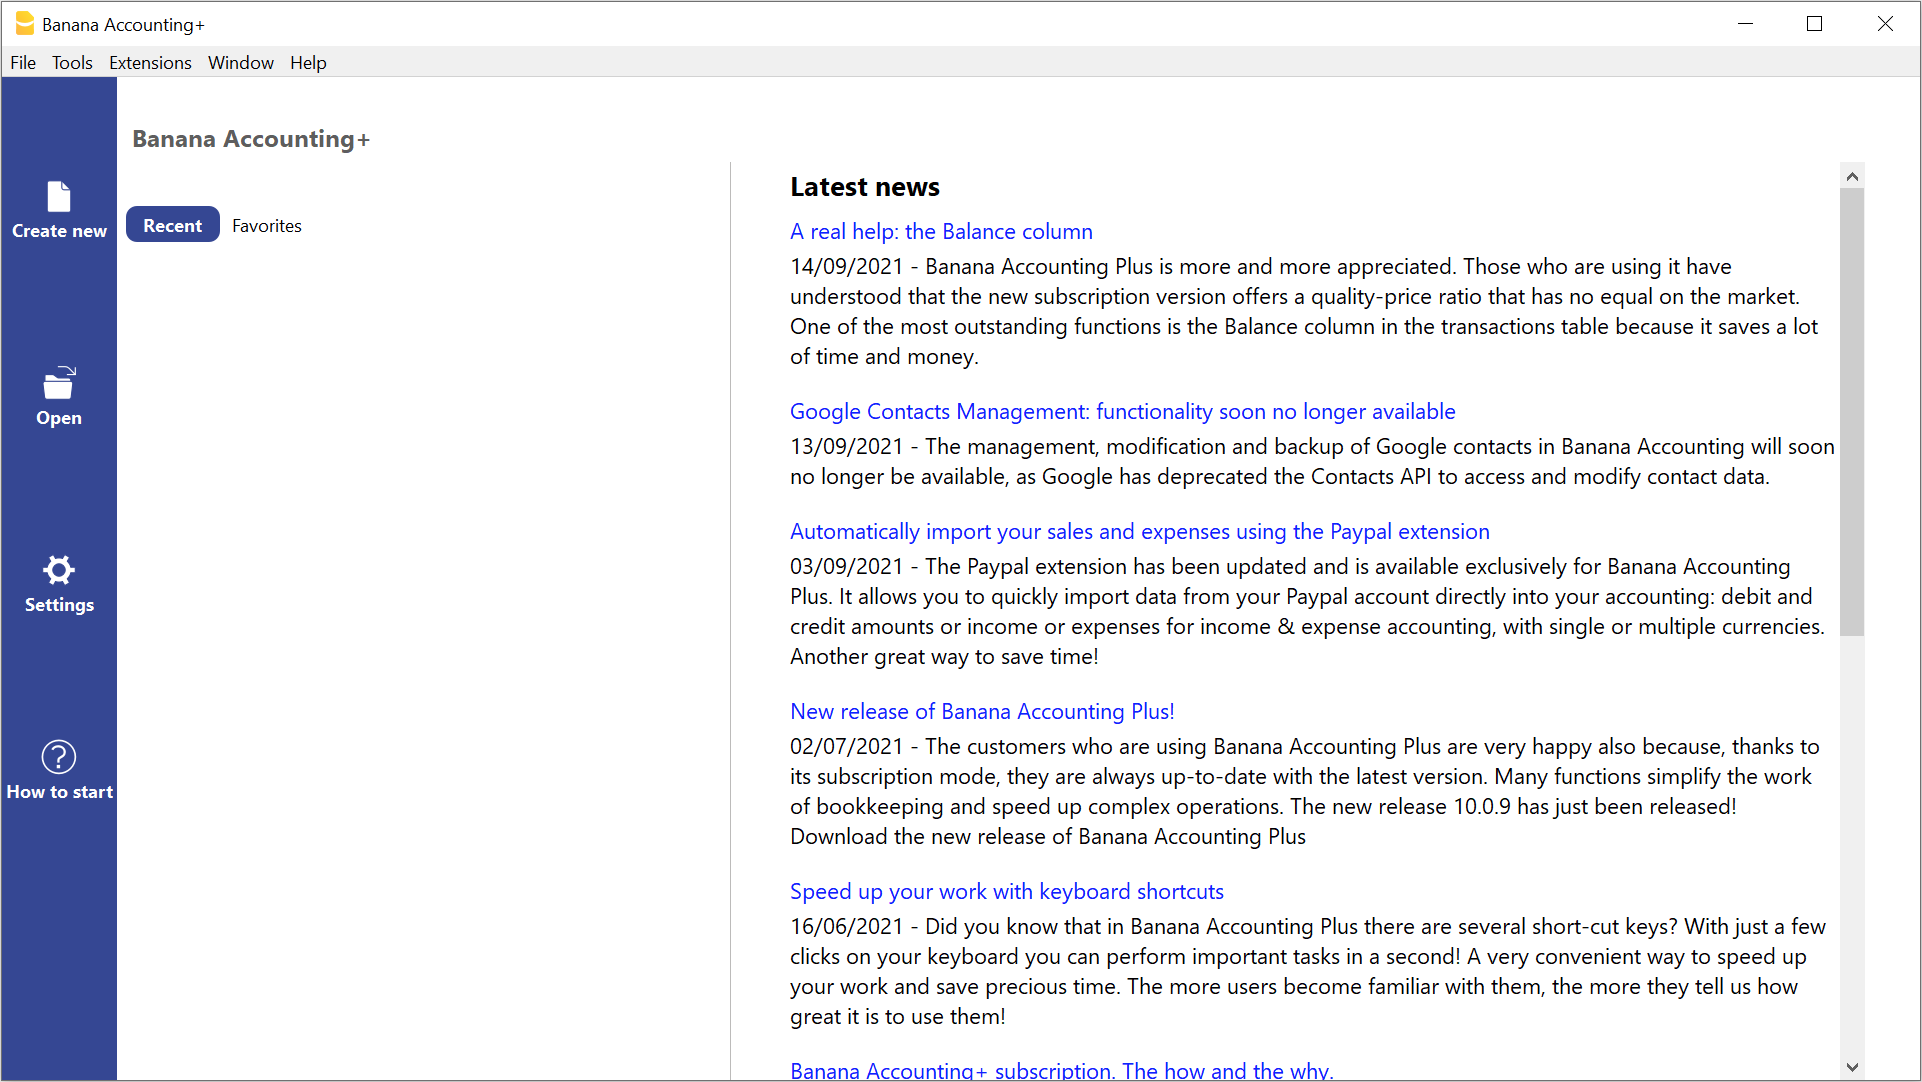 Banana Accounting+
File Tools Extensions Window Help
Banana Accounting+
Create new
Open
Settings
How to start
Recent Favorites
Latest news
A real help: the Balance column
14/09/2021 - Banana Accounting Plus is more and more appreciated. Those who are using it have
understood that the new subscription version offers a quality-price ratio that has no equal on the market.
One of the most outstanding functions is the Balance column in the transactions table because it saves a lot
of time and money.
Google Contacts Management: functionality soon no longer available
13/09/2021 - The management, modification and backup of Google contacts in Banana Accounting will soon
no longer be available, as Google has deprecated the Contacts API to access and modify contact data.
Automatically import your sales and expenses using the Paypal extension
03/09/2021 - The Paypal extension has been updated and is available exclusively for Banana Accounting
Plus. It allows you to quickly import data from your Paypal account directly into your accounting: debit and
credit amounts or income or expenses for income & expense accounting, with single or multiple currencies.
Another great way to save time!
New release of Banana Accounting Plus!
02/07/2021 - The customers who are using Banana Accounting Plus are very happy also because, thanks to
its subscription mode, they are always up-to-date with the latest version. Many functions simplify the work
of bookkeeping and speed up complex operations. The new release 10.0.9 has just been released!
Download the new release of Banana Accounting Plus
Speed up your work with keyboard shortcuts
16/06/2021 - Did you know that in Banana Accounting Plus there are several short-cut keys? With just a few
clicks on your keyboard you can perform important tasks in a second! A very convenient way to speed up
your work and save precious time. The more users become familiar with them, the more they tell us how
great it is to use them!
Banana Accounting+ subscription. The how and the why.